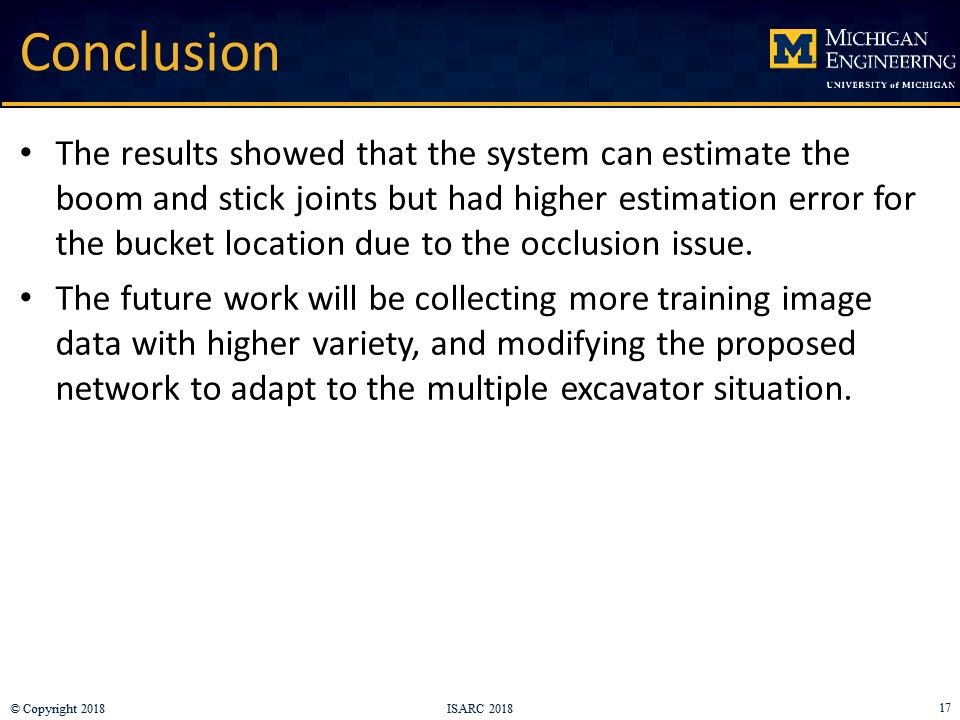 Conclusion
M MICHIGAN
ENGINEERING
UNIVERSITY of MICHIGAN
• The results showed that the system can estimate the
boom and stick joints but had higher estimation error for
the bucket location due to the occlusion issue.
• The future work will be collecting more training image
data with higher variety, and modifying the proposed
network to adapt to the multiple excavator situation.
© Copyright 2018
ISARC 2018
17